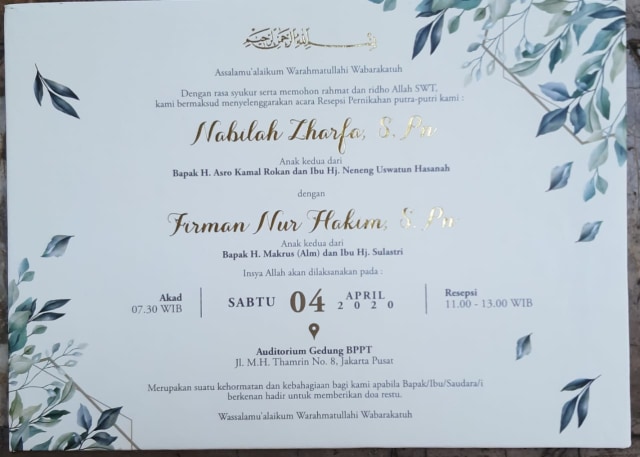 بسم الله الرحمن الرحيم
Assalamu'alaikum Warahmatullahi Wabarakatuh
Dengan rasa syukur serta memohon rahmat dan ridho Allah SWT,
kami bermaksud menyelenggarakan acara Resepsi Pernikahan putra-putri kami :
Nabilah Zharfa, S. Pn
Anak kedua dari
Bapak H. Asro Kamal Rokan dan Ibu Hj. Neneng Uswatun Hasanah
dengan
Firman Nur Hakim, S. Pn
Anak kedua dari
Bapak H. Makrus (Alm) dan Ibu Hj. Sulastri
Insya Allah akan dilaksanakan pada :
Akad
07.30 WIB
SABTU 04 APRIL 2020
Resepsi
11.00 - 13.00 WIB
Auditorium Gedung BPPT
Jl. M.H. Thamrin No. 8, Jakarta Pusat
Merupakan suatu kehormatan dan kebahagiaan bagi kami apabila Bapak/Ibu/Saudara/i
berkenan hadir untuk memberikan doa restu.
Wassalamu'alaikum Warahmatullahi Wabarakatuh